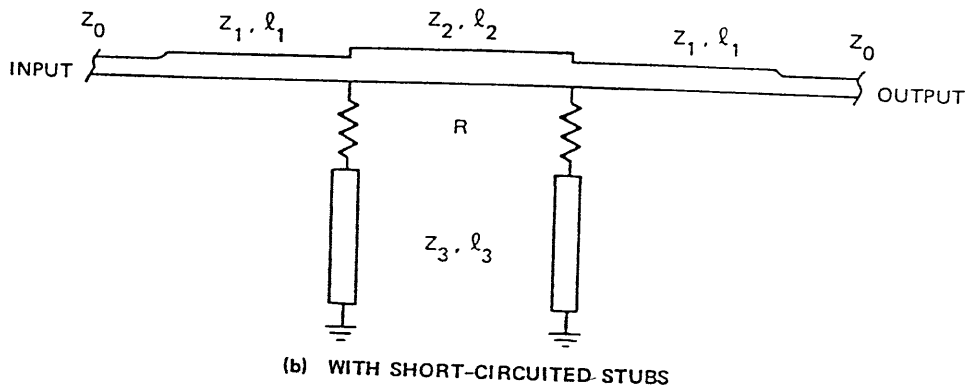 Z0 Z1, ℓ1 Z2, ℓ2 Z1, ℓ1 Z0
INPUT OUTPUT
R
Z3, ℓ3
(b) WITH SHORT-CIRCUITED STUBS